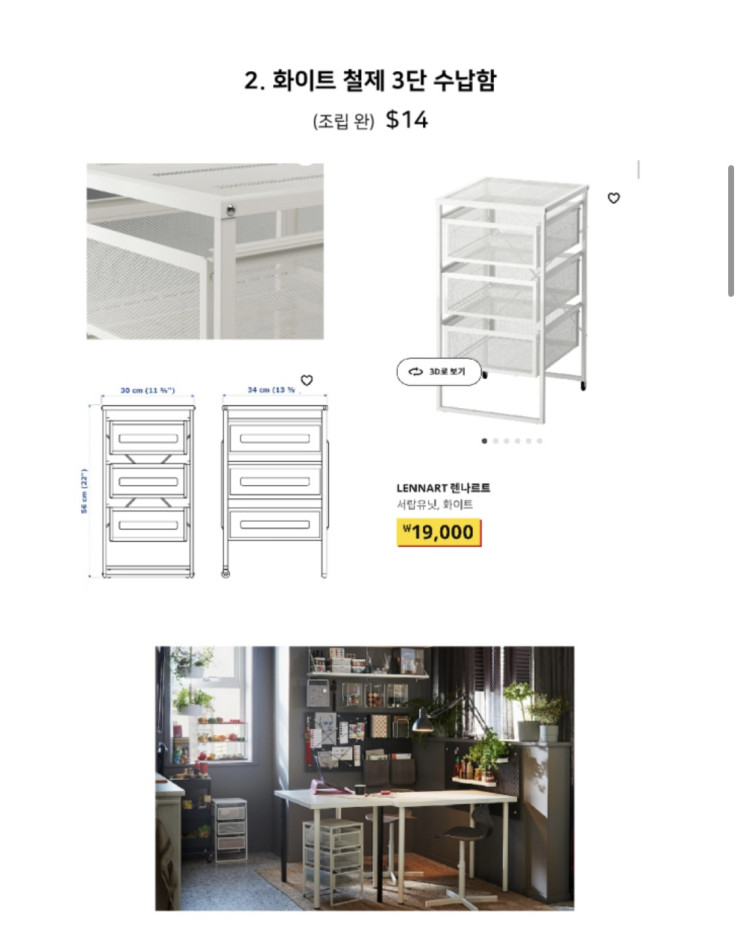 2. 화이트 철제 3단 수납함
(조립 완) $14
3D로 보기
30 cm (11 ¾")
34 cm (13 ⅜
56 cm (22")
LENNART 렌나르트
서랍유닛, 화이트
₩19,000